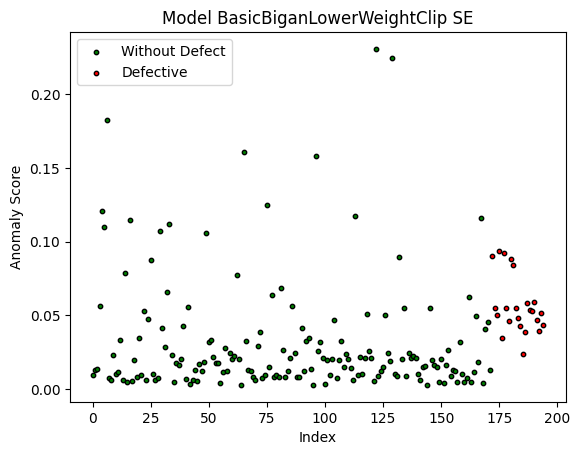 Model BasicBiganLowerWeightClip SE
Without Defect
Defective
Anomaly Score
0.20
0.15
0.10
0.05
0.00
0 25 50 75 100 125 150 175 200
Index